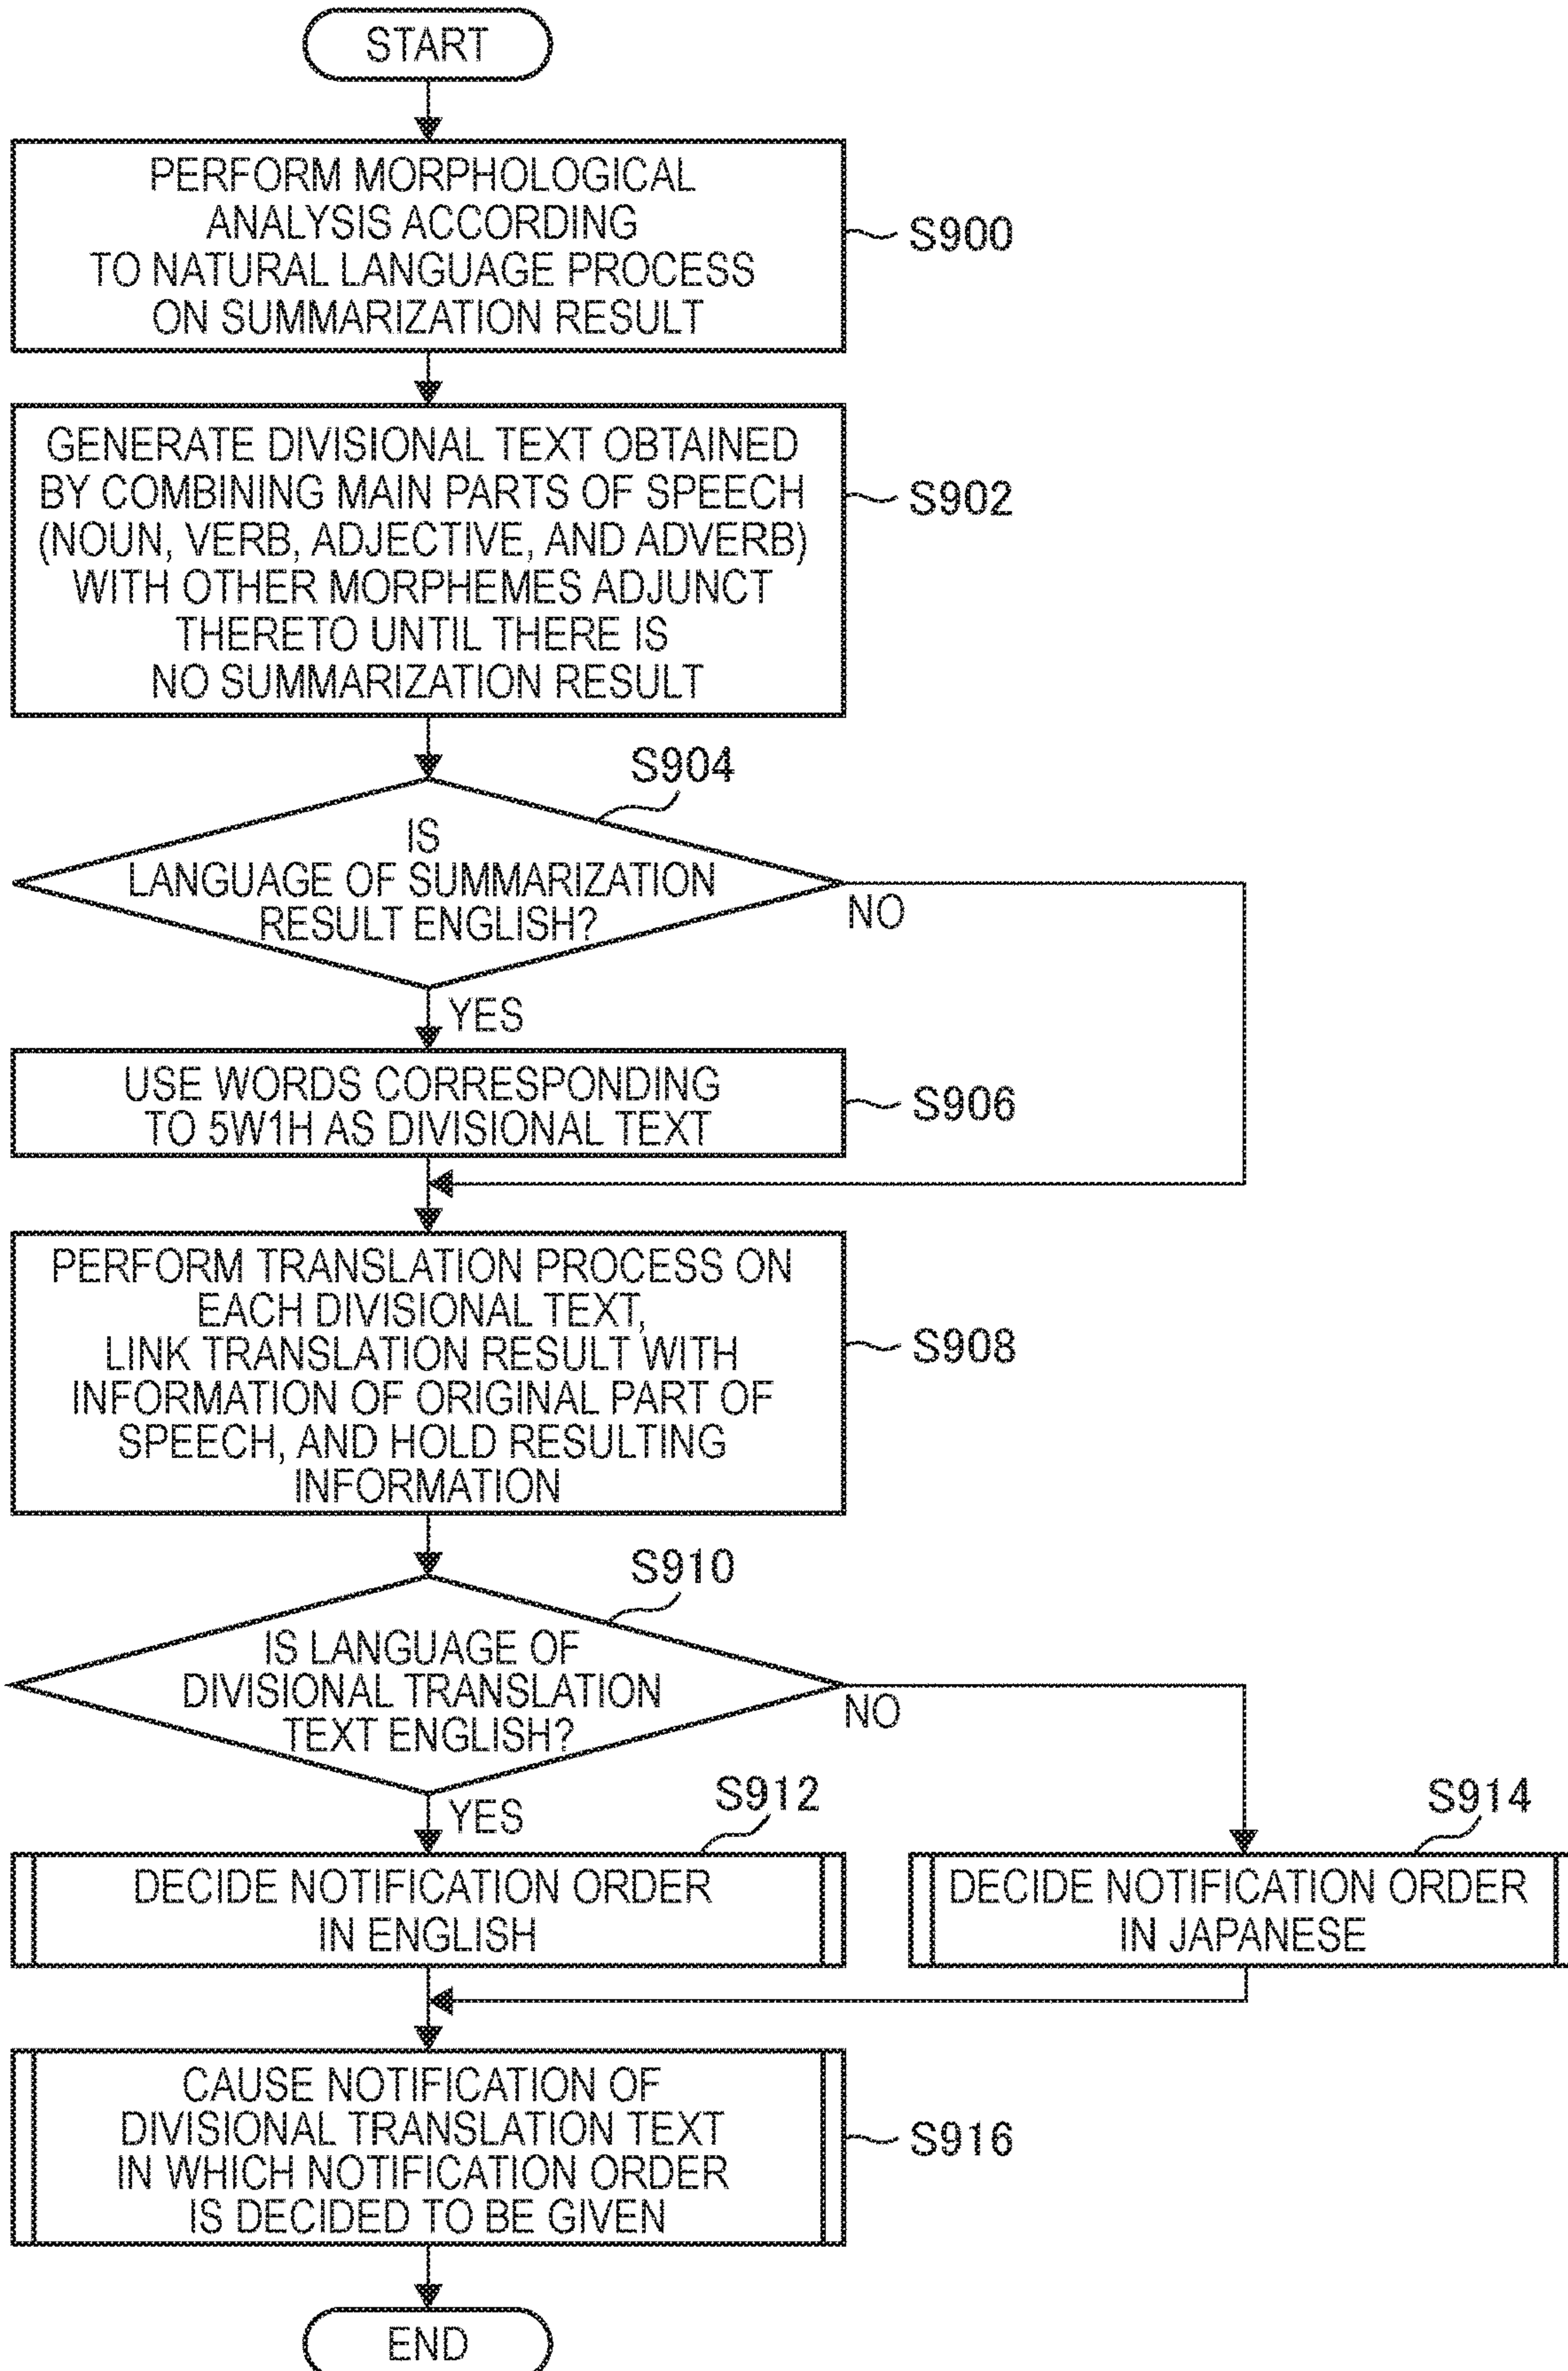 START
PERFORM MORPHOLOGICAL
ANALYSIS ACCORDING
TO NATURAL LANGUAGE PROCESS
ON SUMMARIZATION RESULT
S900
GENERATE DIVISIONAL TEXT OBTAINED
BY COMBINING MAIN PARTS OF SPEECH
(NOUN, VERB, ADJECTIVE, AND ADVERB)
WITH OTHER MORPHEMES ADJUNCT
THERETO UNTIL THERE IS
NO SUMMARIZATION RESULT
S902
S904
IS
LANGUAGE OF SUMMARIZATION
RESULT ENGLISH?
NO
YES
USE WORDS CORRESPONDING
TO 5W1H AS DIVISIONAL TEXT
S906
PERFORM TRANSLATION PROCESS ON
EACH DIVISIONAL TEXT,
LINK TRANSLATION RESULT WITH
INFORMATION OF ORIGINAL PART OF
SPEECH, AND HOLD RESULTING
INFORMATION
S908
S910
IS LANGUAGE OF
DIVISIONAL TRANSLATION
TEXT ENGLISH?
NO
YES
S912
DECIDE NOTIFICATION ORDER
IN ENGLISH
S914
DECIDE NOTIFICATION ORDER
IN JAPANESE
CAUSE NOTIFICATION OF
DIVISIONAL TRANSLATION TEXT
IN WHICH NOTIFICATION ORDER
IS DECIDED TO BE GIVEN
S916
END